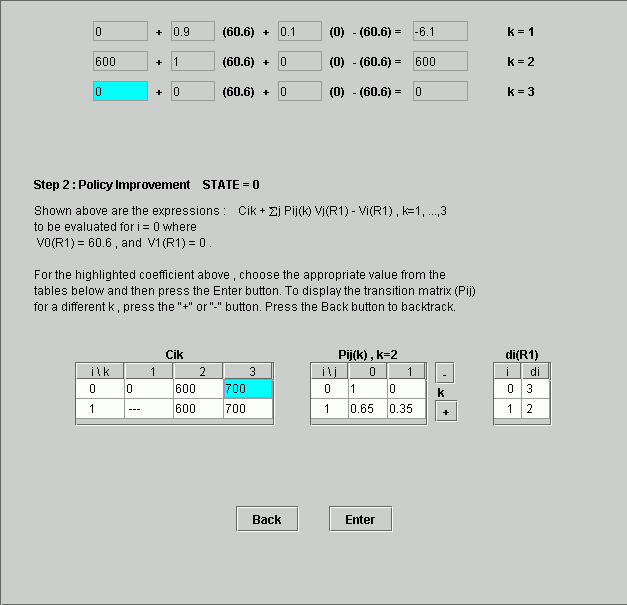 0 + 0.9 (60.6) + 0.1 (0) - (60.6) = -6.1 k = 1
600 + 1 (60.6) + 0 (0) - (60.6) = 600 k = 2
0 + 0 (60.6) + 0 (0) - (60.6) = 0 k = 3
Step 2 : Policy Improvement STATE = 0
Shown above are the expressions : Cik + Σj Pij(k) Vj(R1) - Vi(R1) , k=1, ...,3
to be evaluated for i = 0 where
V0(R1) = 60.6 , and V1(R1) = 0 .
For the highlighted coefficient above , choose the appropriate value from the
tables below and then press the Enter button. To display the transition matrix (Pij)
for a different k , press the "+" or "-" button. Press the Back button to backtrack.
Cik Pij(k) , k=2 di(R1)
i \ k 1 2 3 i \ j 0 1 - i di
0 0 600 700 0 1 0 k 0 3
1 --- 600 700 1 0.65 0.35 + 1 2
Back Enter